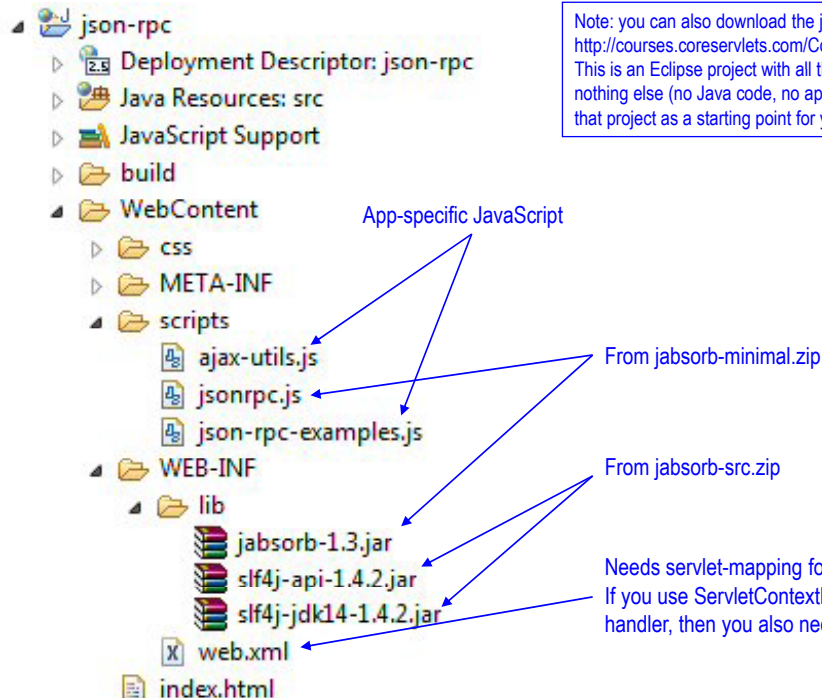 json-rpc
Deployment Descriptor: json-rpc
Java Resources: src
JavaScript Support
build
WebContent
css
META-INF
scripts
ajax-utils.js
jsonrpc.js
json-rpc-examples.js
WEB-INF
lib
jabsorb-1.3.jar
slf4j-api-1.4.2.jar
slf4j-jdk14-1.4.2.jar
web.xml
index.html
Note: you can also download the
http://courses.coreservlets.com/
This is an Eclipse project with all
nothing else (no Java code, no
that project as a starting point for
App-specific JavaScript
From jabsorb-minimal.zip
From jabsorb-src.zip
Needs servlet-mapping
If you use
handler, then you also